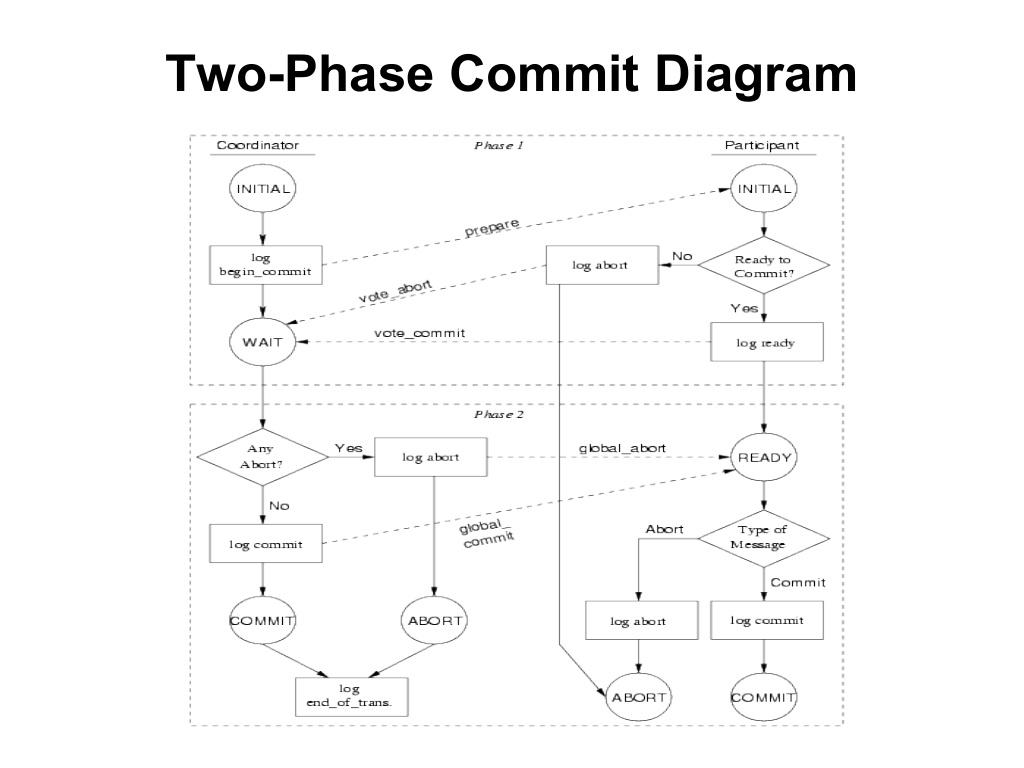 Two-Phase Commit Diagram
Coordinator
Phase 1
Participant
INITIAL
INITIAL
prepare
log
begin_commit
log abort
No
Ready to
Commit?
vote_abort
Yes
vote_commit
WAIT
log ready
Phase 2
Any
Abort?
Yes
log abort
global_abort
READY
No
global_
commit
log commit
Abort
Type of
Message
Commit
COMMIT
ABORT
log abort
log commit
log
end_of_trans.
ABORT
COMMIT